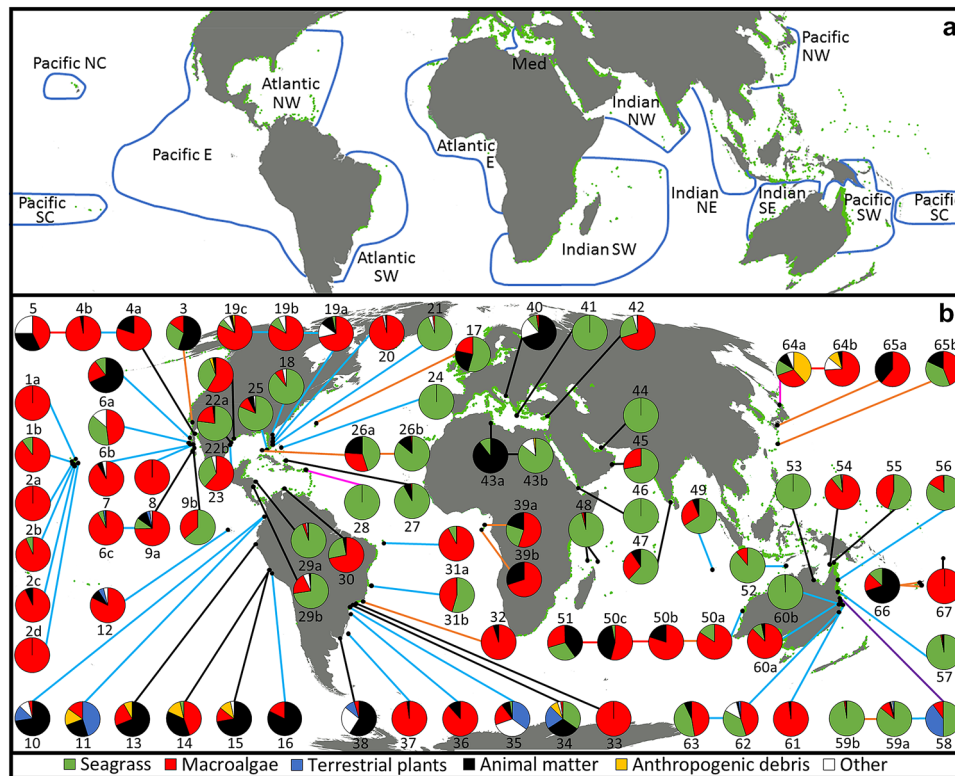 a
Pacific NC
Atlantic
NW
Med
Pacific
NW
Indian
NW
Pacific E
Atlantic
E
Pacific
SC
Atlantic
SW
Indian SW
Indian
NE
Indian
SE
Pacific
SW
Pacific
SC
b
5 4b 4a 3 19c 19b 19a 20 21 17 40 41 42 64a 64b 65a 65b
1a 6a 22a 25 18 24 44
1b 6b 22b 26a 26b 43a 43b 45
2a 7 8 9b 23 28 27 39a 48 46 49 53 54 55 56
2b 6c 9a 29a 30 31a 39b 47 52 60b 66 67
2c 12 29b 31b 32 51 50c 50b 50a 60a 57
2d
10 11 13 14 15 16 38 37 36 35 34 33 63 62 61 59b 59a 58
Seagrass Macroalgae Terrestrial plants Animal matter Anthropogenic debris Other